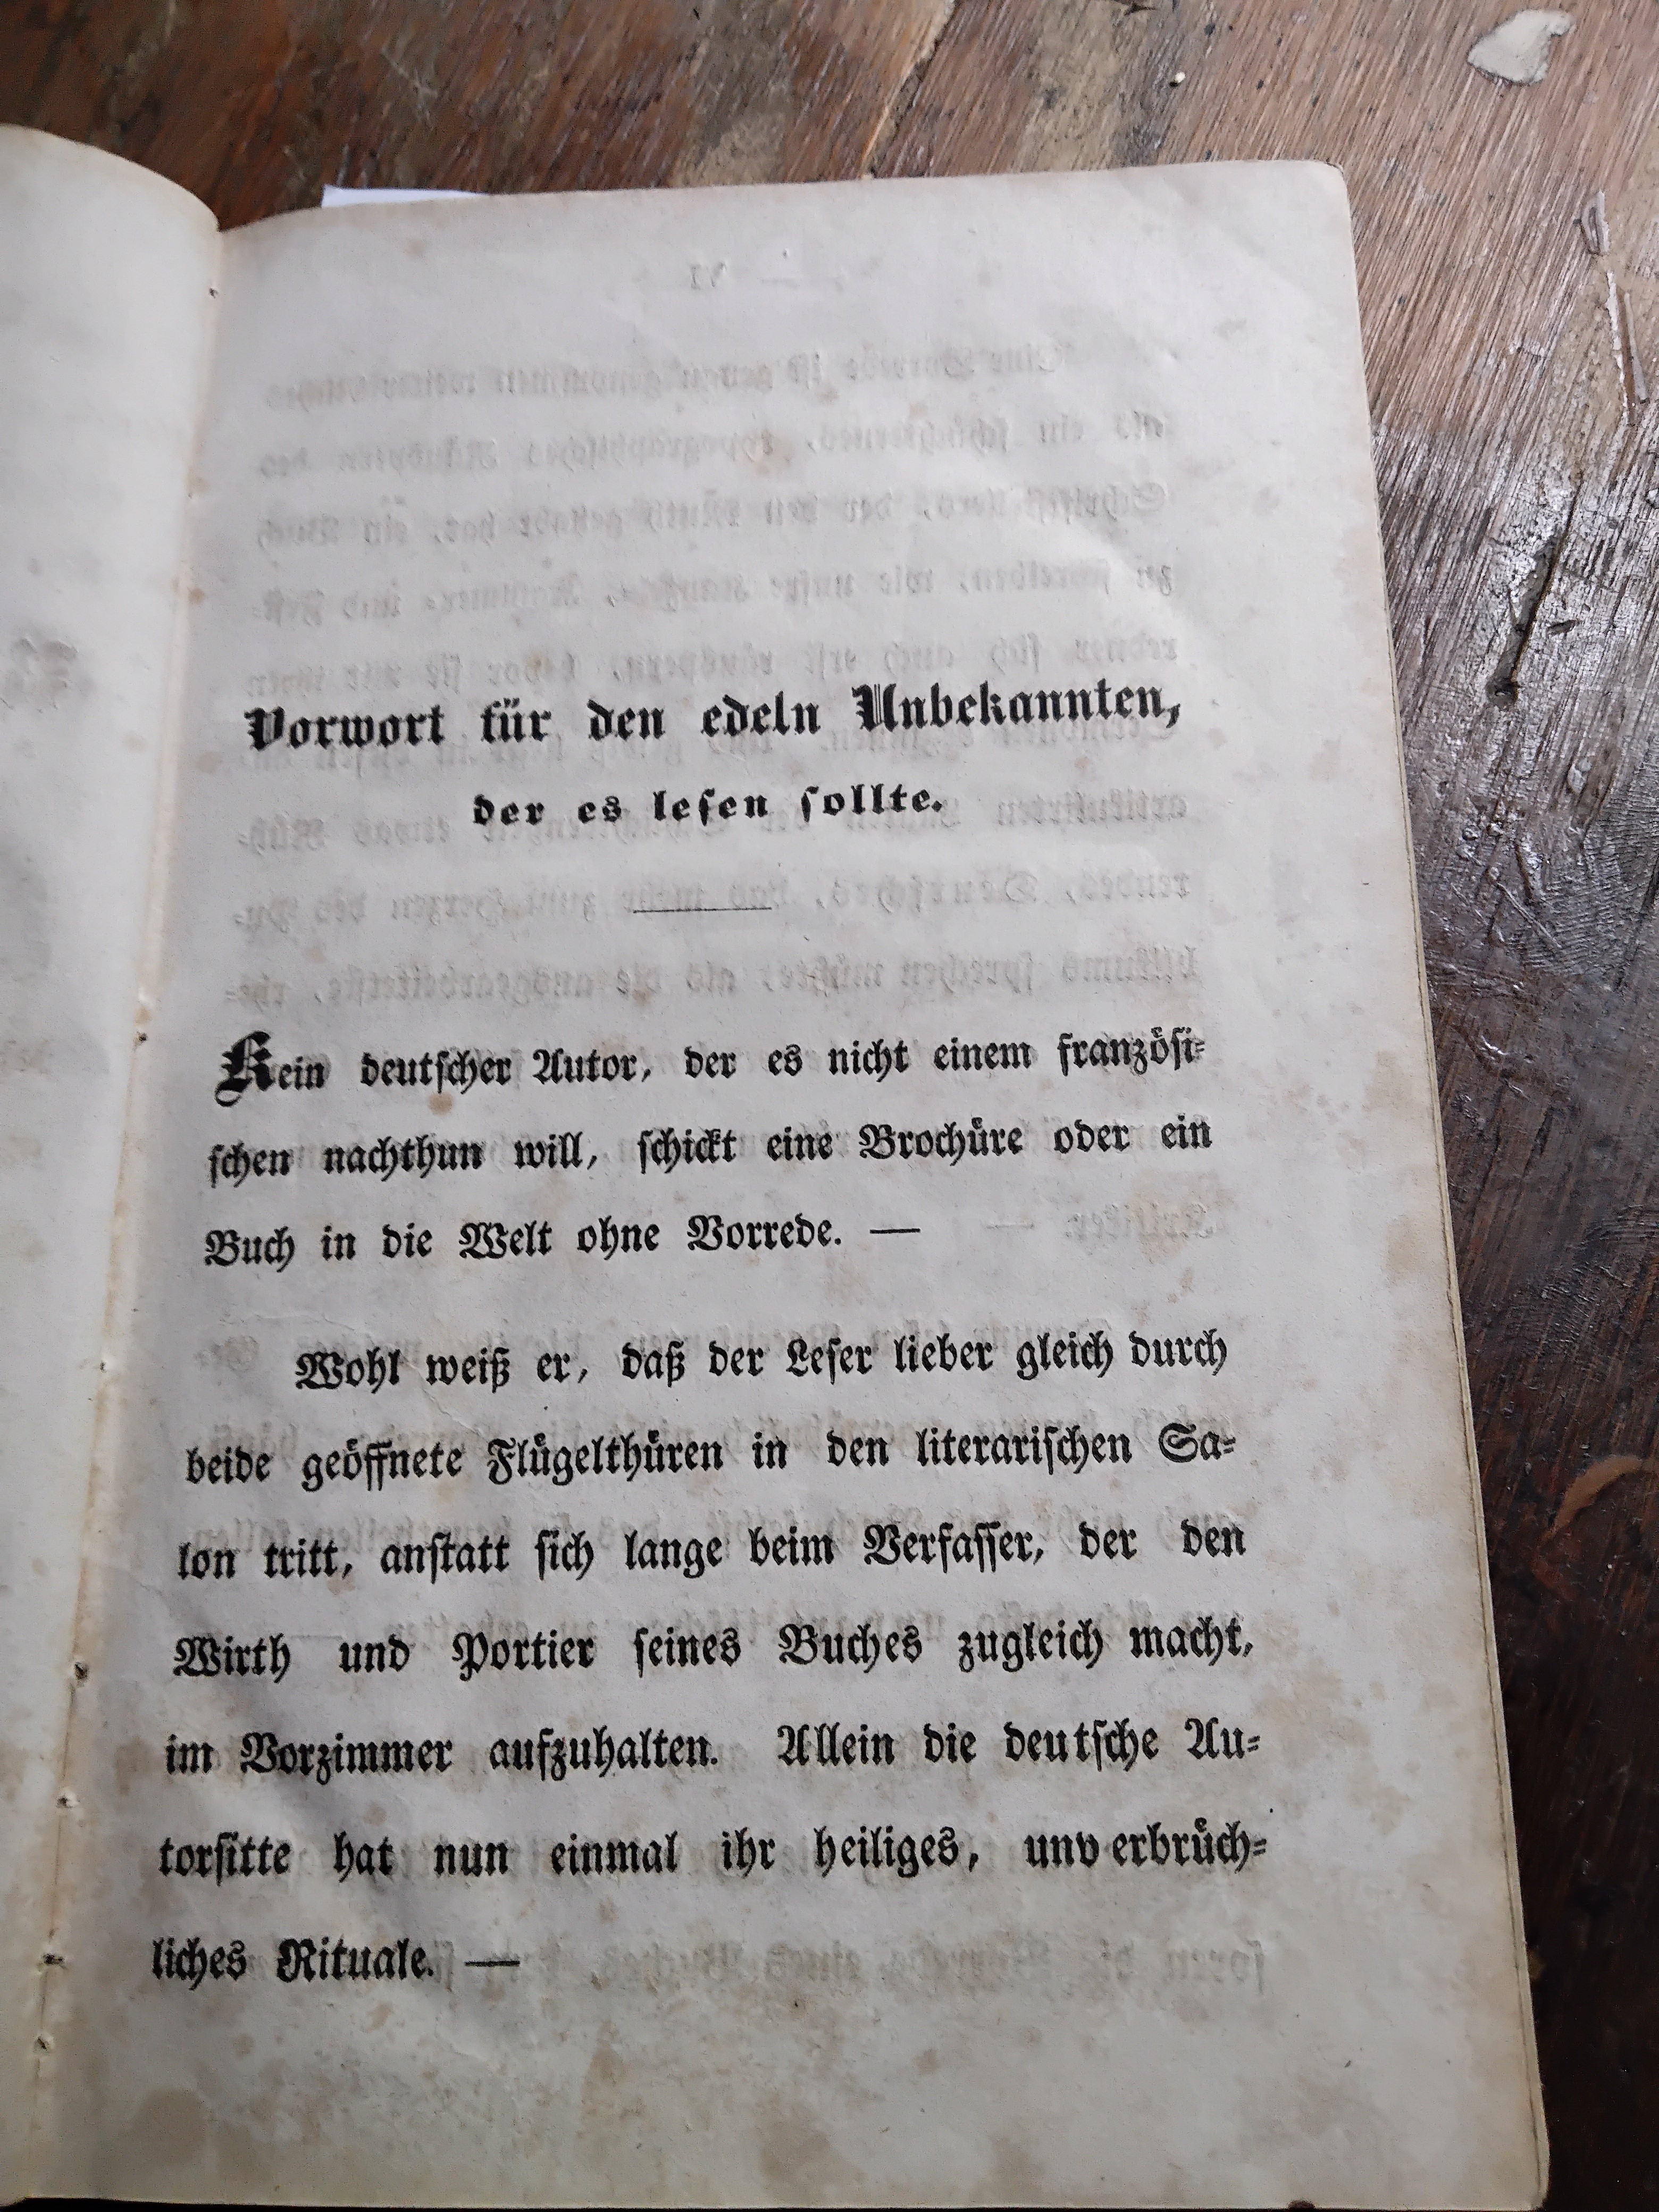 Vorwort für den edeln Unbekannten,
der es leſen ſollte.
Kein deutſcher Autor, der es nicht einem franzöſi⸗
ſchen nachthun will, ſchickt eine Brochüre oder ein
Buch in die Welt ohne Vorrede. —
Wohl weiß er, daß der Leſer lieber gleich durch
beide geöffnete Flügelthüren in den literariſchen Sa⸗
lon tritt, anſtatt ſich lange beim Verfaſſer, der den
Wirth und Portier ſeines Buches zugleich macht,
im Vorzimmer aufzuhalten. Allein die deutſche Au⸗
torſitte hat nun einmal ihr heiliges, unverbrüch⸗
liches Rituale. —